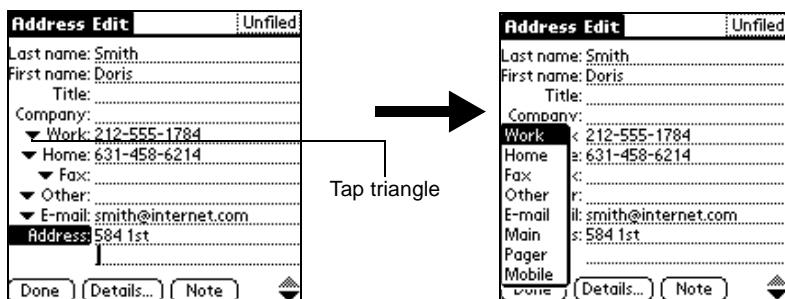 Address Edit Unfiled
Last name: Smith
First name: Doris
Title:
Company:
Work: 212-555-1784
Home: 631-458-6214
Fax:
Other:
E-mail: smith@internet.com
Address: 584 1st
Done Details... Note
Tap triangle
Address Edit Unfiled
Last name: Smith
First name: Doris
Title:
Company:
Work 212-555-1784
Home e: 631-458-6214
Fax
Other r:
E-mail il: smith@internet.com
Main s: 584 1st
Pager
Mobile
Done Details... Note